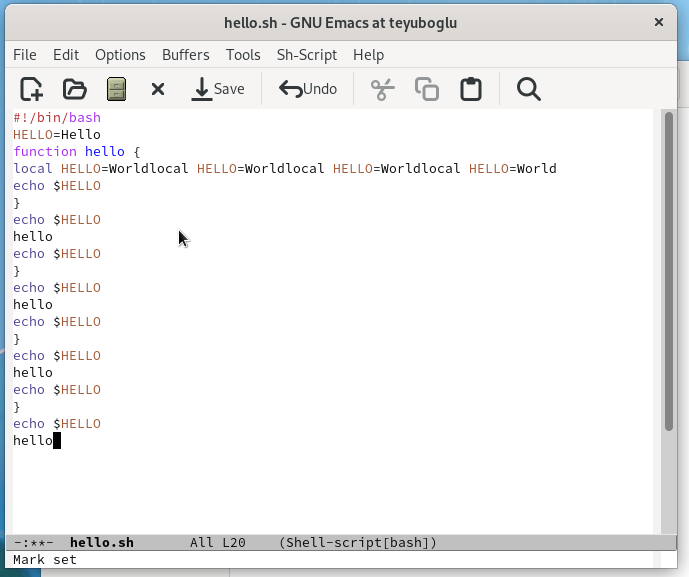 hello.sh - GNU Emacs at teyuboglu
File Edit Options Buffers Tools Sh-Script Help
Save Undo
#!/bin/bash
HELLO=Hello
function hello {
local HELLO=Worldlocal HELLO=Worldlocal HELLO=Worldlocal HELLO=World
echo $HELLO
}
echo $HELLO
hello
echo $HELLO
}
echo $HELLO
hello
echo $HELLO
}
echo $HELLO
hello
echo $HELLO
}
echo $HELLO
hello
-:**- hello.sh All L20 (Shell-script[bash])
Mark set